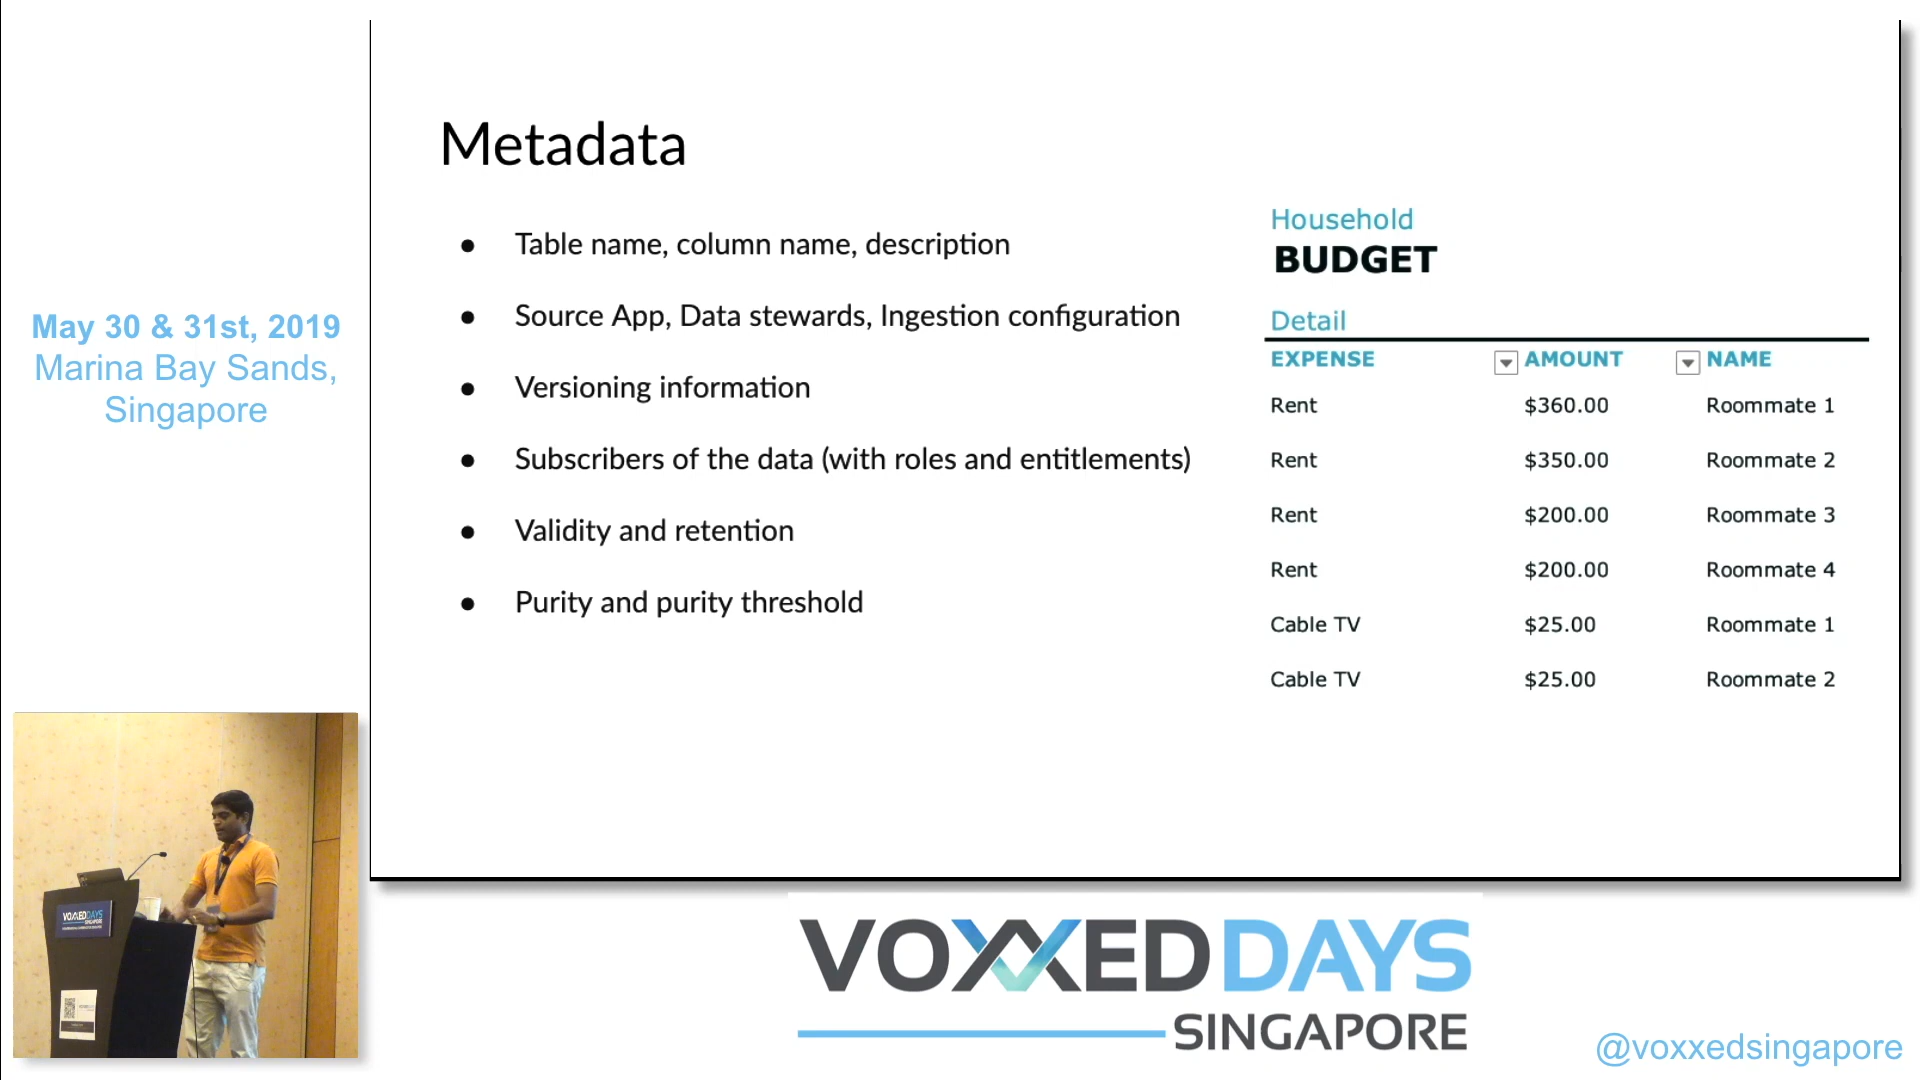 May 30 & 31st, 2019
Marina Bay Sands,
Singapore
Metadata
● Table name, column name, description
● Source App, Data stewards, Ingestion configuration
● Versioning information
● Subscribers of the data (with roles and entitlements)
● Validity and retention
● Purity and purity threshold
Household
BUDGET
Detail
EXPENSE AMOUNT NAME
Rent $360.00 Roommate 1
Rent $350.00 Roommate 2
Rent $200.00 Roommate 3
Rent $200.00 Roommate 4
Cable TV $25.00 Roommate 1
Cable TV $25.00 Roommate 2
VOXXEDDAYS
SINGAPORE
VOXXEDDAYS
SINGAPORE
@voxxedsingapore